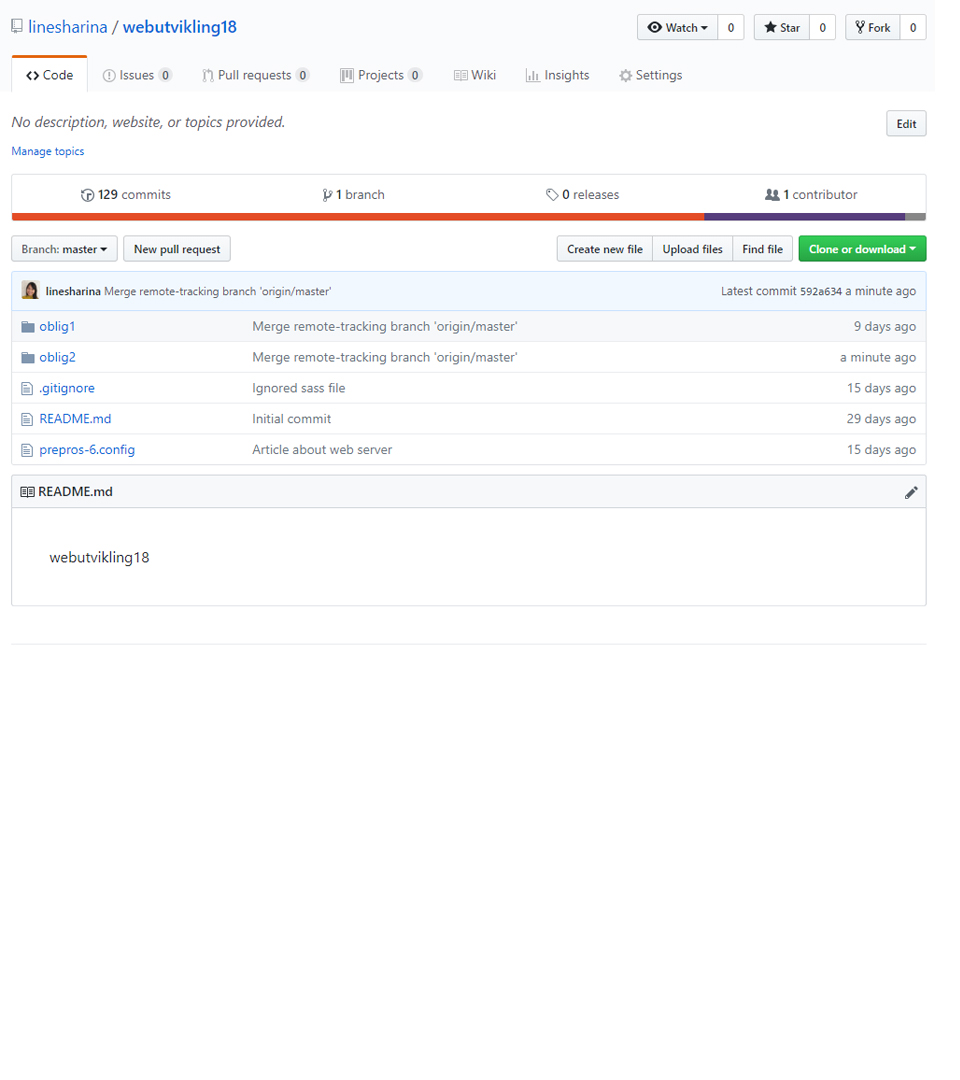 linesharina / webutvikling18 Watch 0 Star 0 Fork 0
Code Issues 0 Pull requests 0 Projects 0 Wiki Insights Settings
No description, website, or topics provided. Edit
Manage topics
129 commits 1 branch 0 releases 1 contributor
Branch: master New pull request Create new file Upload files Find file Clone or download
linesharina Merge remote-tracking branch 'origin/master' Latest commit 592a634 a minute ago
oblig1 Merge remote-tracking branch 'origin/master' 9 days ago
oblig2 Merge remote-tracking branch 'origin/master' a minute ago
.gitignore Ignored sass file 15 days ago
README.md Initial commit 29 days ago
prepros-6.config Article about web server 15 days ago
README.md
webutvikling18